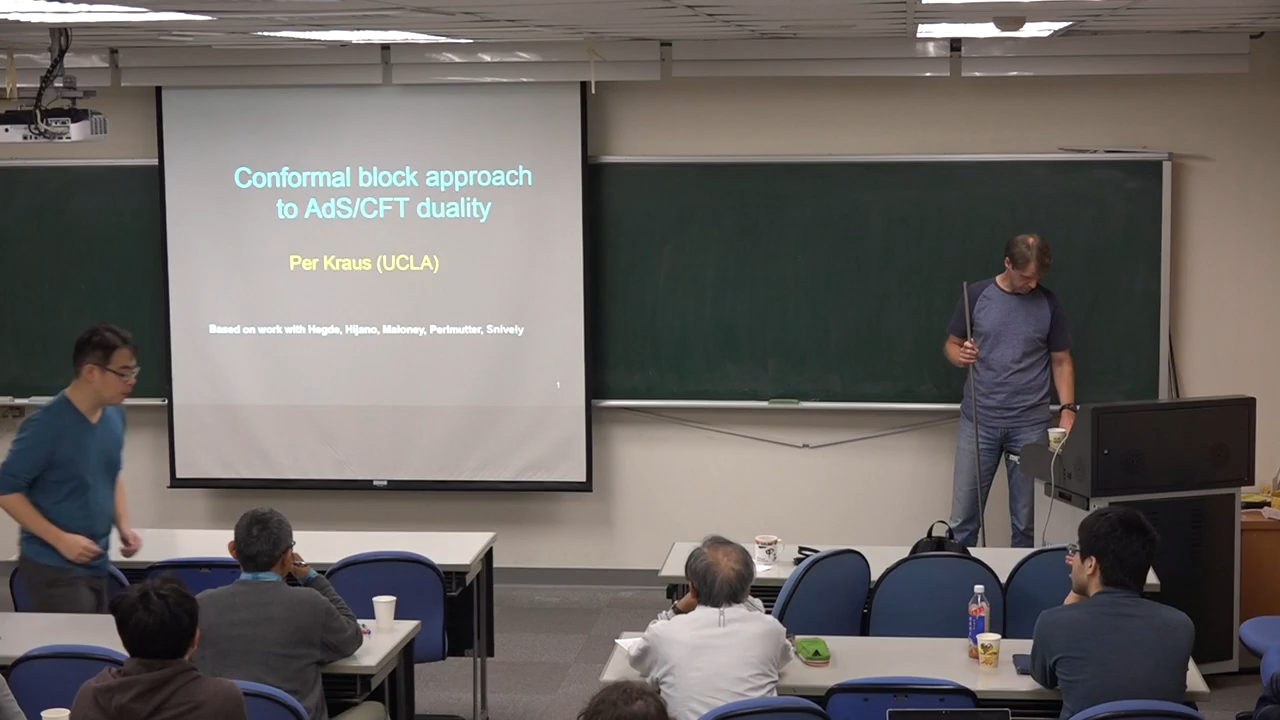 Conformal block approach
to AdS/CFT duality
Per Kraus (UCLA)
Based on work with Hegde, Hijano, Maloney, Perlmutter, Snively
1